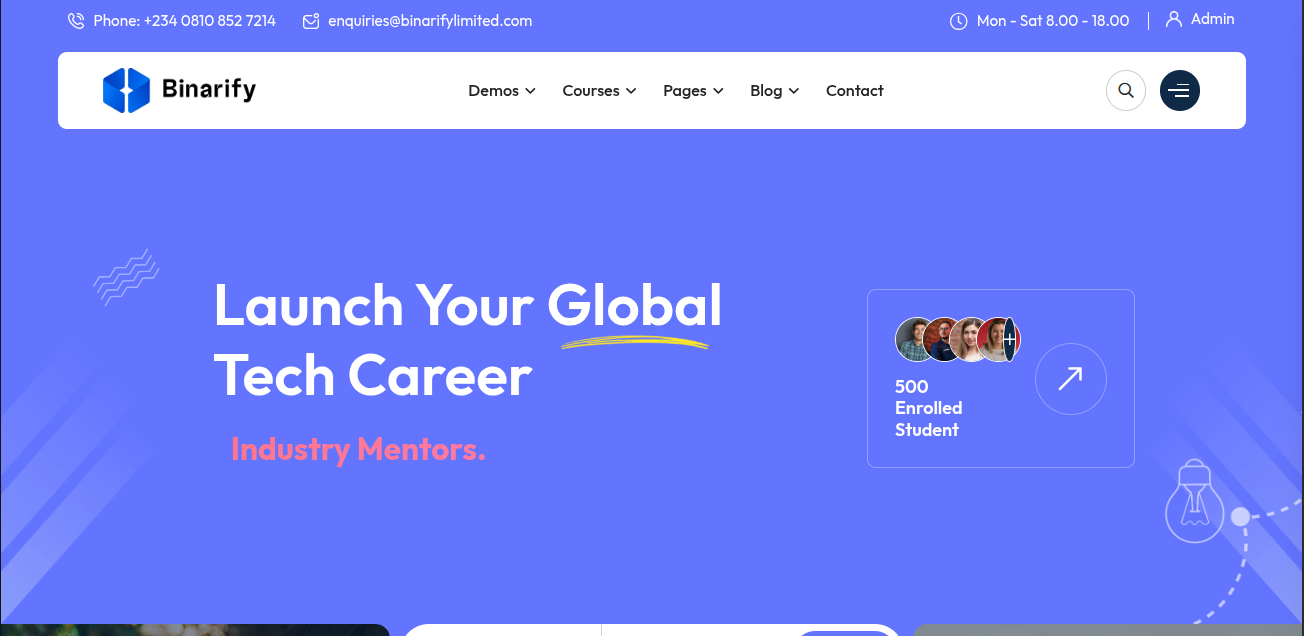 Phone: +234 0810 852 7214
enquiries@binarifylimited.com
Mon - Sat 8.00 - 18.00
Admin
Binarify
Demos
Courses
Pages
Blog
Contact
Launch Your Global
Tech Career
Industry Mentors.
+
500
Enrolled
Student